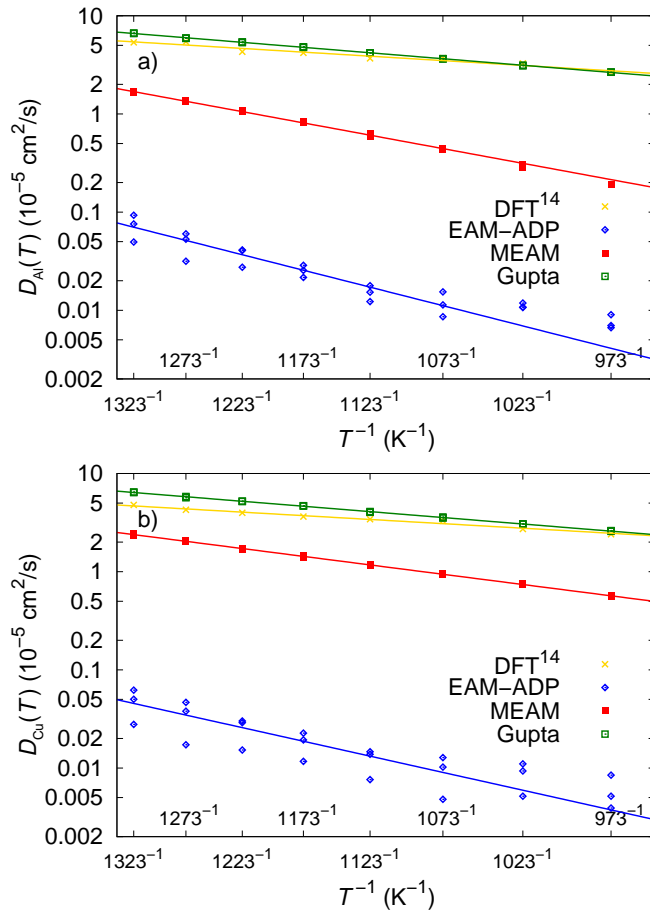 10
5
a)
2
1
0.5
0.2
0.1
0.05
0.02
0.01
0.005
0.002
D_Al(T) (10⁻⁵ cm²/s)
DFT¹⁴
EAM–ADP
MEAM
Gupta
1273⁻¹ 1173⁻¹ 1073⁻¹ 973⁻¹
1323⁻¹ 1223⁻¹ 1123⁻¹ 1023⁻¹
T⁻¹ (K⁻¹)
10
5
b)
2
1
0.5
0.2
0.1
0.05
0.02
0.01
0.005
0.002
D_Cu(T) (10⁻⁵ cm²/s)
DFT¹⁴
EAM–ADP
MEAM
Gupta
1273⁻¹ 1173⁻¹ 1073⁻¹ 973⁻¹
1323⁻¹ 1223⁻¹ 1123⁻¹ 1023⁻¹
T⁻¹ (K⁻¹)